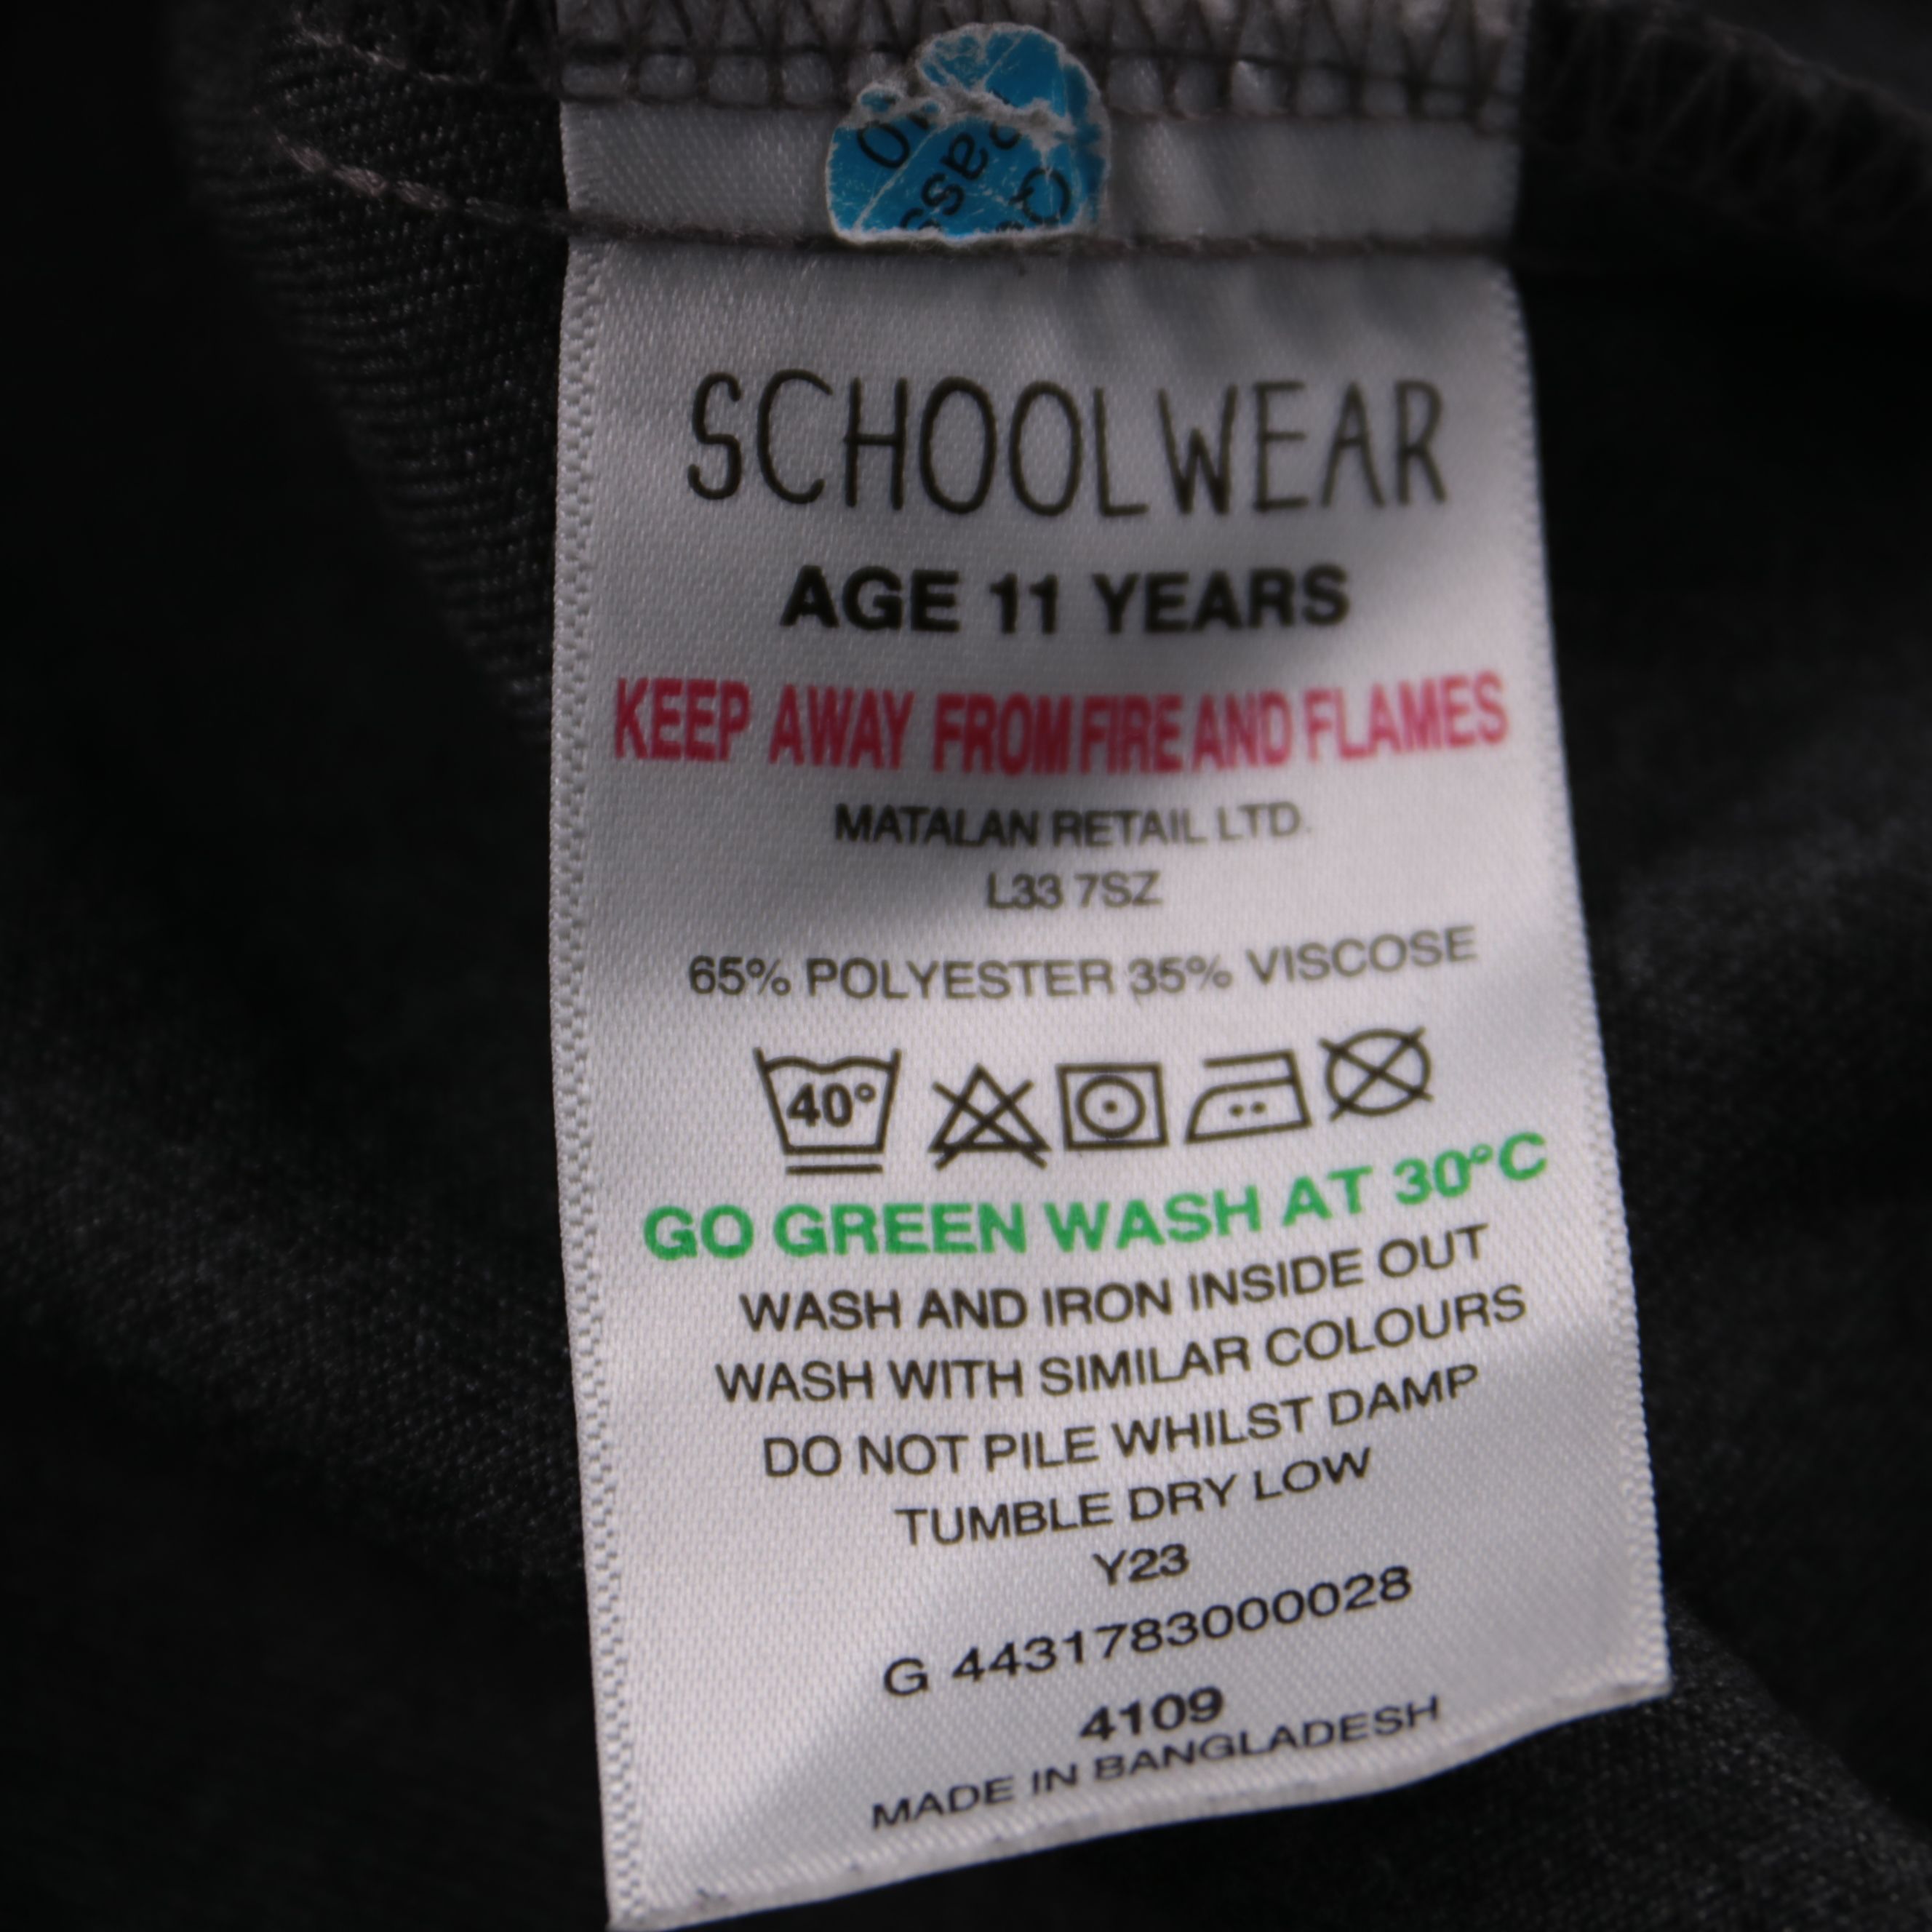 SCHOOLWEAR
AGE 11 YEARS
KEEP AWAY FROM FIRE AND FLAMES
MATALAN RETAIL LTD.
L33 7SZ
65% POLYESTER 35% VISCOSE
40°
GO GREEN WASH AT 30°C
WASH AND IRON INSIDE OUT
WASH WITH SIMILAR COLOURS
DO NOT PILE WHILST DAMP
TUMBLE DRY LOW
Y23
G 4431783000028
4109
MADE IN BANGLADESH